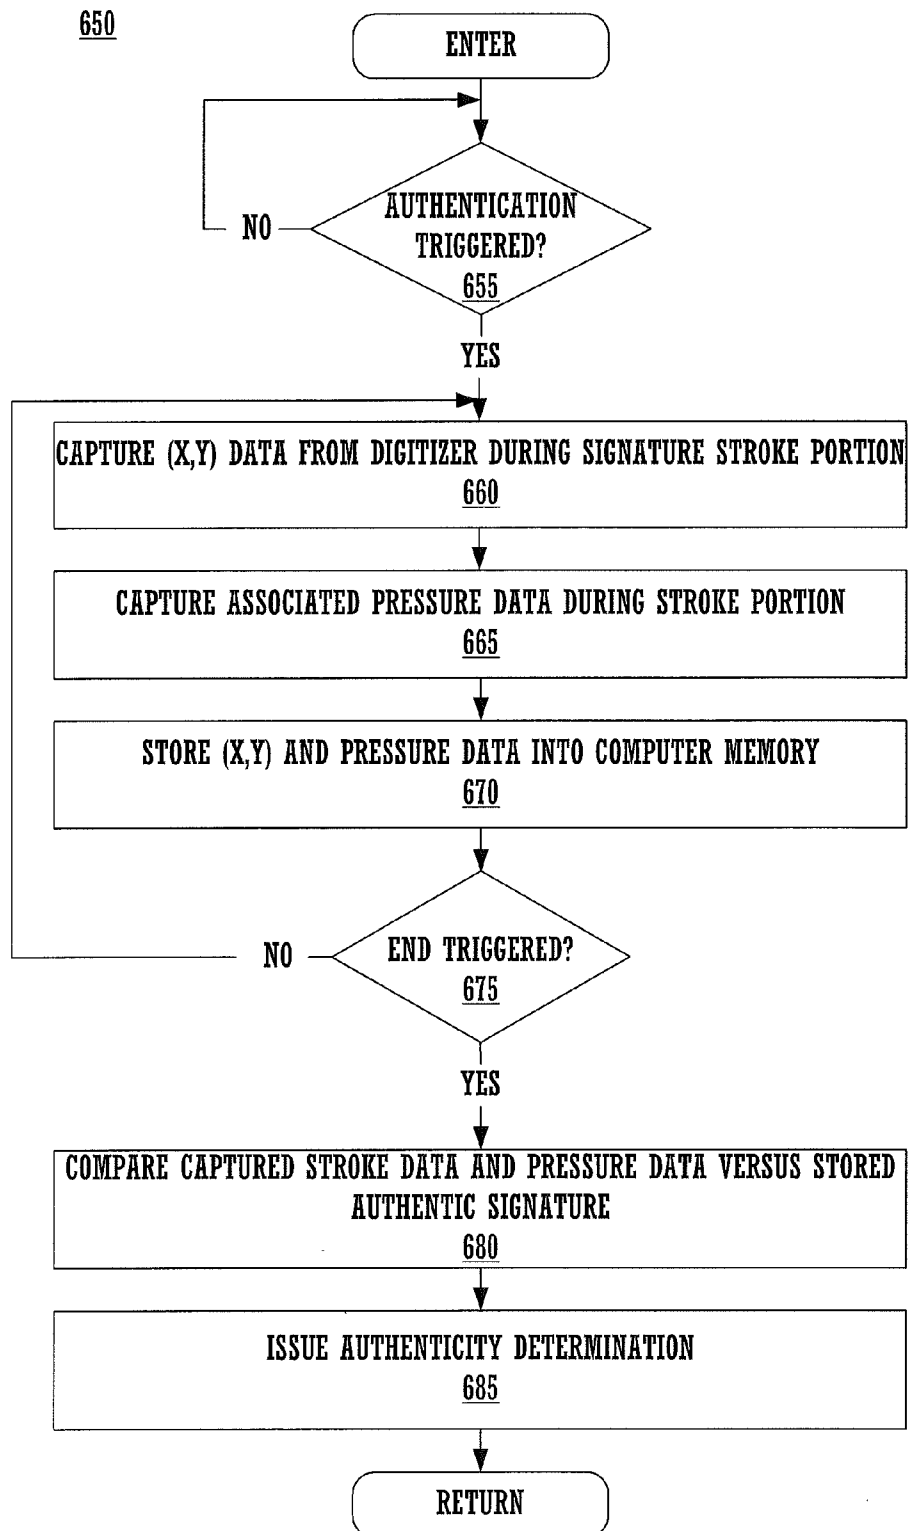 650
ENTER
AUTHENTICATION
TRIGGERED?
655
NO
YES
CAPTURE (X,Y) DATA FROM DIGITIZER DURING SIGNATURE STROKE PORTION
660
CAPTURE ASSOCIATED PRESSURE DATA DURING STROKE PORTION
665
STORE (X,Y) AND PRESSURE DATA INTO COMPUTER MEMORY
670
END TRIGGERED?
675
NO
YES
COMPARE CAPTURED STROKE DATA AND PRESSURE DATA VERSUS STORED
AUTHENTIC SIGNATURE
680
ISSUE AUTHENTICITY DETERMINATION
685
RETURN